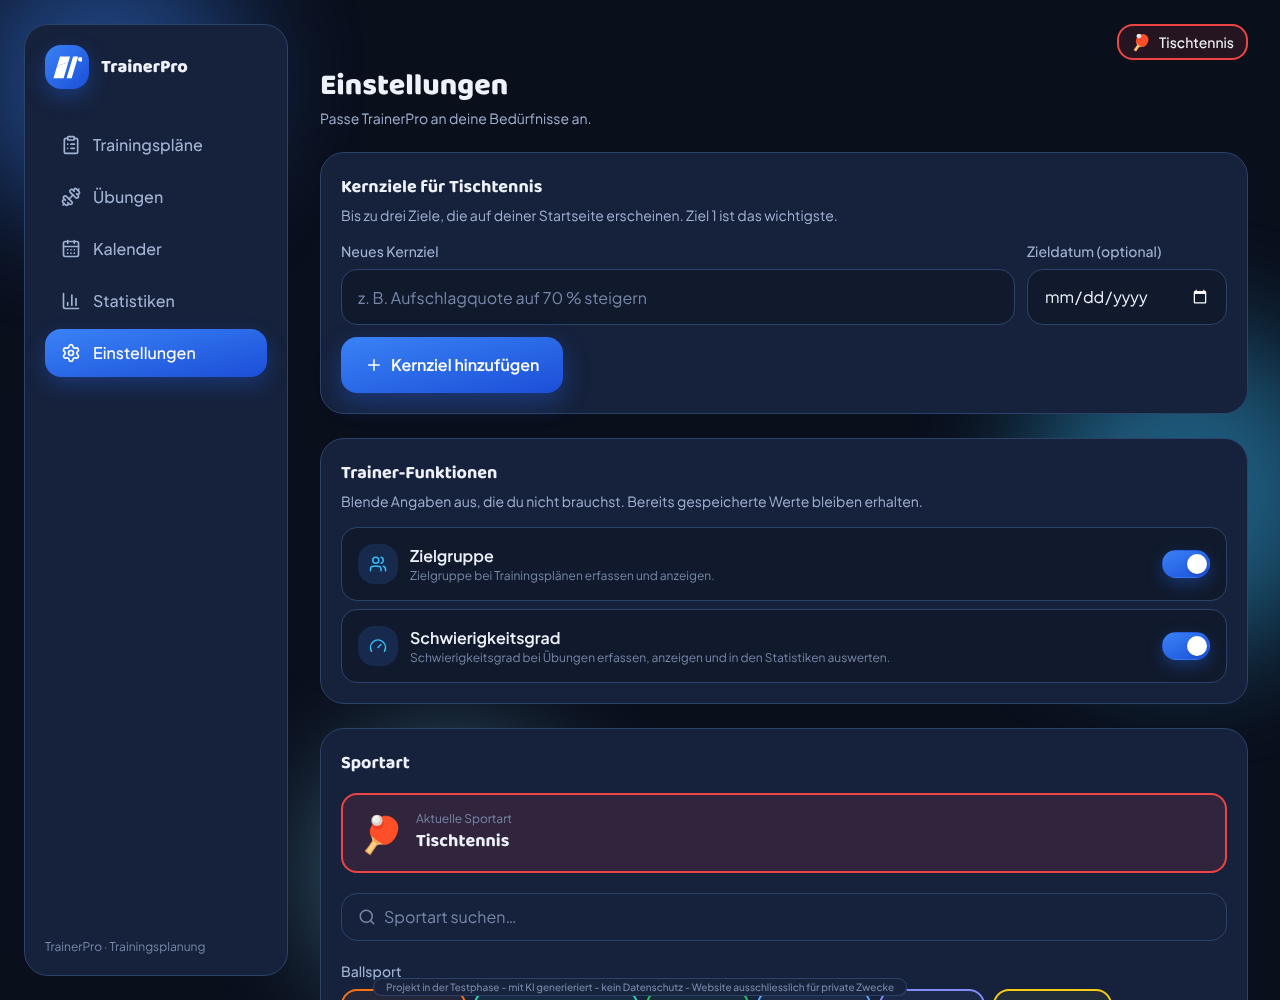 TrainerPro
Trainingspläne
Übungen
Kalender
Statistiken
Einstellungen
TrainerPro · Trainingsplanung
Tischtennis
Einstellungen
Passe TrainerPro an deine Bedürfnisse an.
Kernziele für Tischtennis
Bis zu drei Ziele, die auf deiner Startseite erscheinen. Ziel 1 ist das wichtigste.
Neues Kernziel
Zieldatum (optional)
z. B. Aufschlagquote auf 70 % steigern
mm/dd/yyyy
Kernziel hinzufügen
Trainer-Funktionen
Blende Angaben aus, die du nicht brauchst. Bereits gespeicherte Werte bleiben erhalten.
Zielgruppe
Zielgruppe bei Trainingsplänen erfassen und anzeigen.
Schwierigkeitsgrad
Schwierigkeitsgrad bei Übungen erfassen, anzeigen und in den Statistiken auswerten.
Sportart
Aktuelle Sportart
Tischtennis
Sportart suchen…
Ballsport
Projekt in der Testphase - mit KI generieriert - kein Datenschutz - Website ausschliesslich für private Zwecke